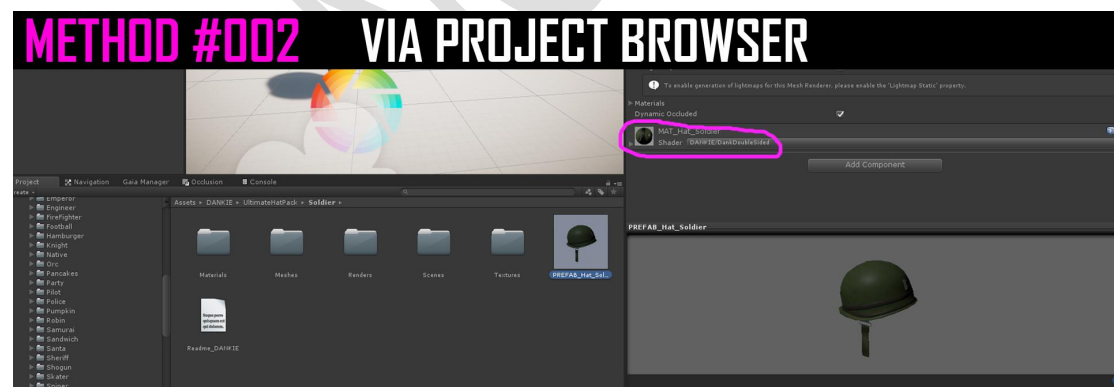 METHOD #002 VIA PROJECT BROWSER
To enable generation of lightmaps for this Mesh Renderer, please enable the 'Lightmap Static' property.
Materials
Dynamic Occluded
MAT_Hat_Soldier
Shader DANKIE/DankDoubleSided
Add Component
Project Navigation Gaia Manager Occlusion Console
reate
Assets DANKIE UltimateHatPack Soldier
Emperor
Engineer
FireFighter
Football
Hamburger
Knight
Native
Orc
Pancakes
Party
Pilot
Police
Pumpkin
Robin
Samurai
Sandwich
Santa
Sheriff
Shogun
Skater
Sniper
Materials Meshes Renders Scenes Textures PREFAB_Hat_Sol...
Readme_DANKIE
PREFAB_Hat_Soldier